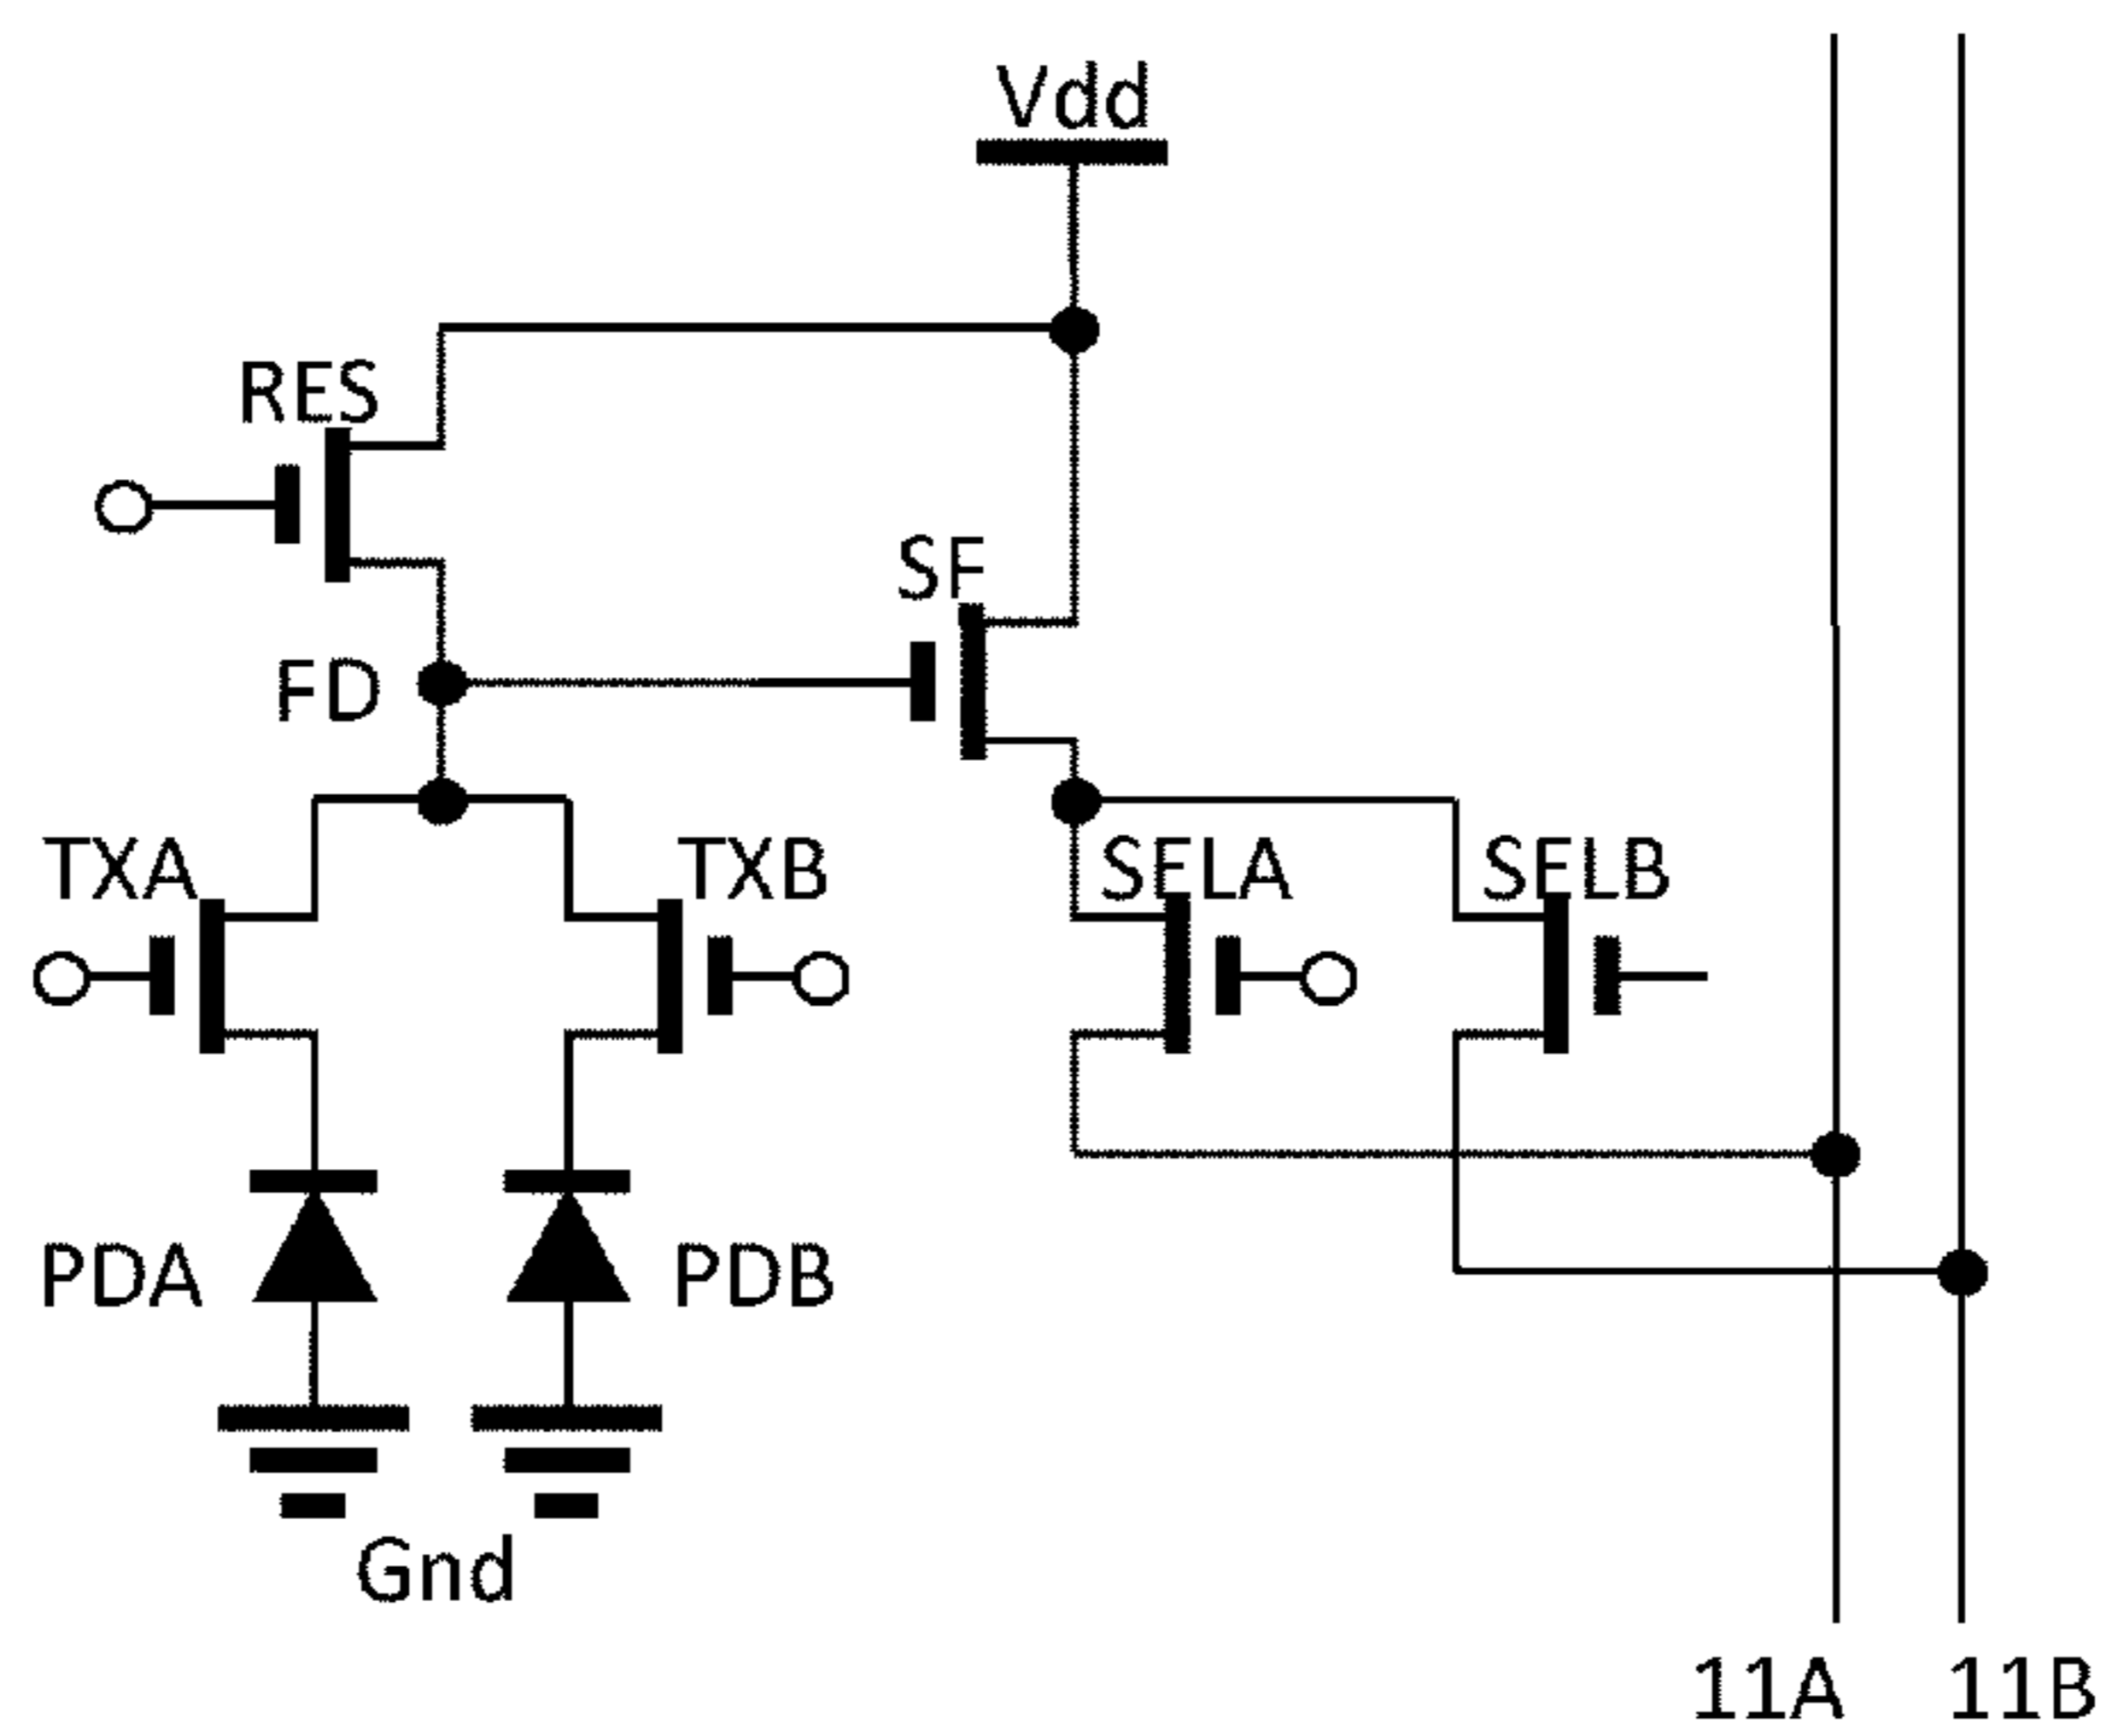 Vdd
RES
SF
FD
TXA
TXB
SELA
SELB
PDA
PDB
Gnd
11A
11B